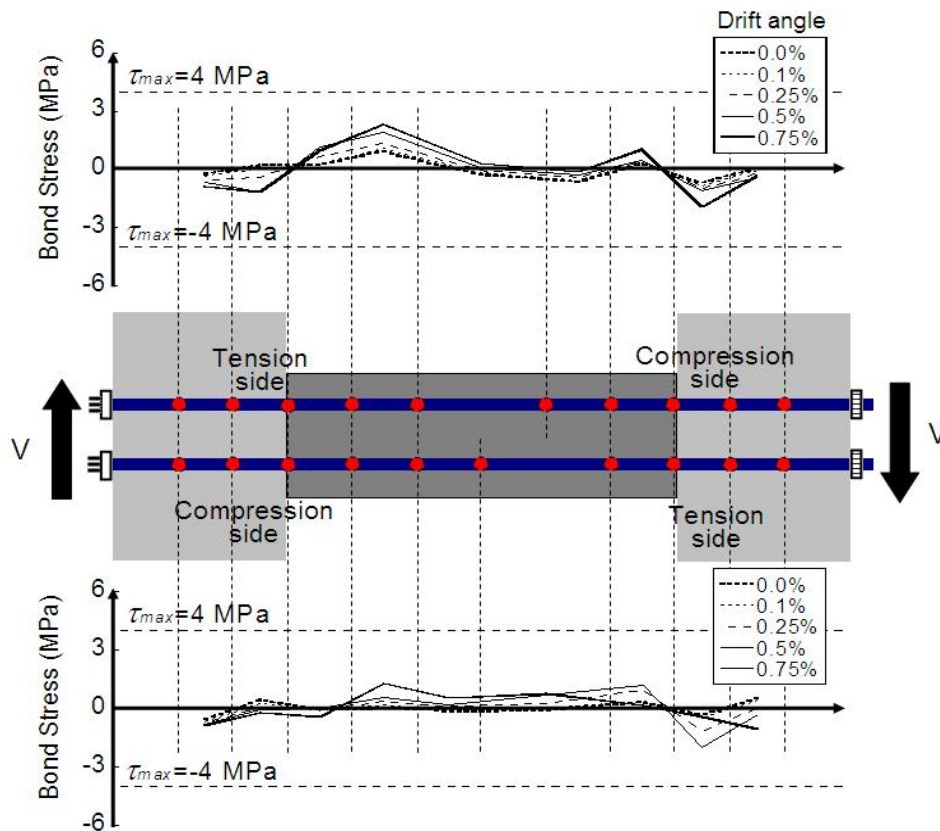 Drift angle
0.0%
0.1%
0.25%
0.5%
0.75%
Bond Stress (MPa)
6
3
0
-3
-6
τmax=4 MPa
τmax=-4 MPa
Tension
side
Compression
side
V
V
Compression
side
Tension
side
0.0%
0.1%
0.25%
0.5%
0.75%
Bond Stress (MPa)
6
3
0
-3
-6
τmax=4 MPa
τmax=-4 MPa